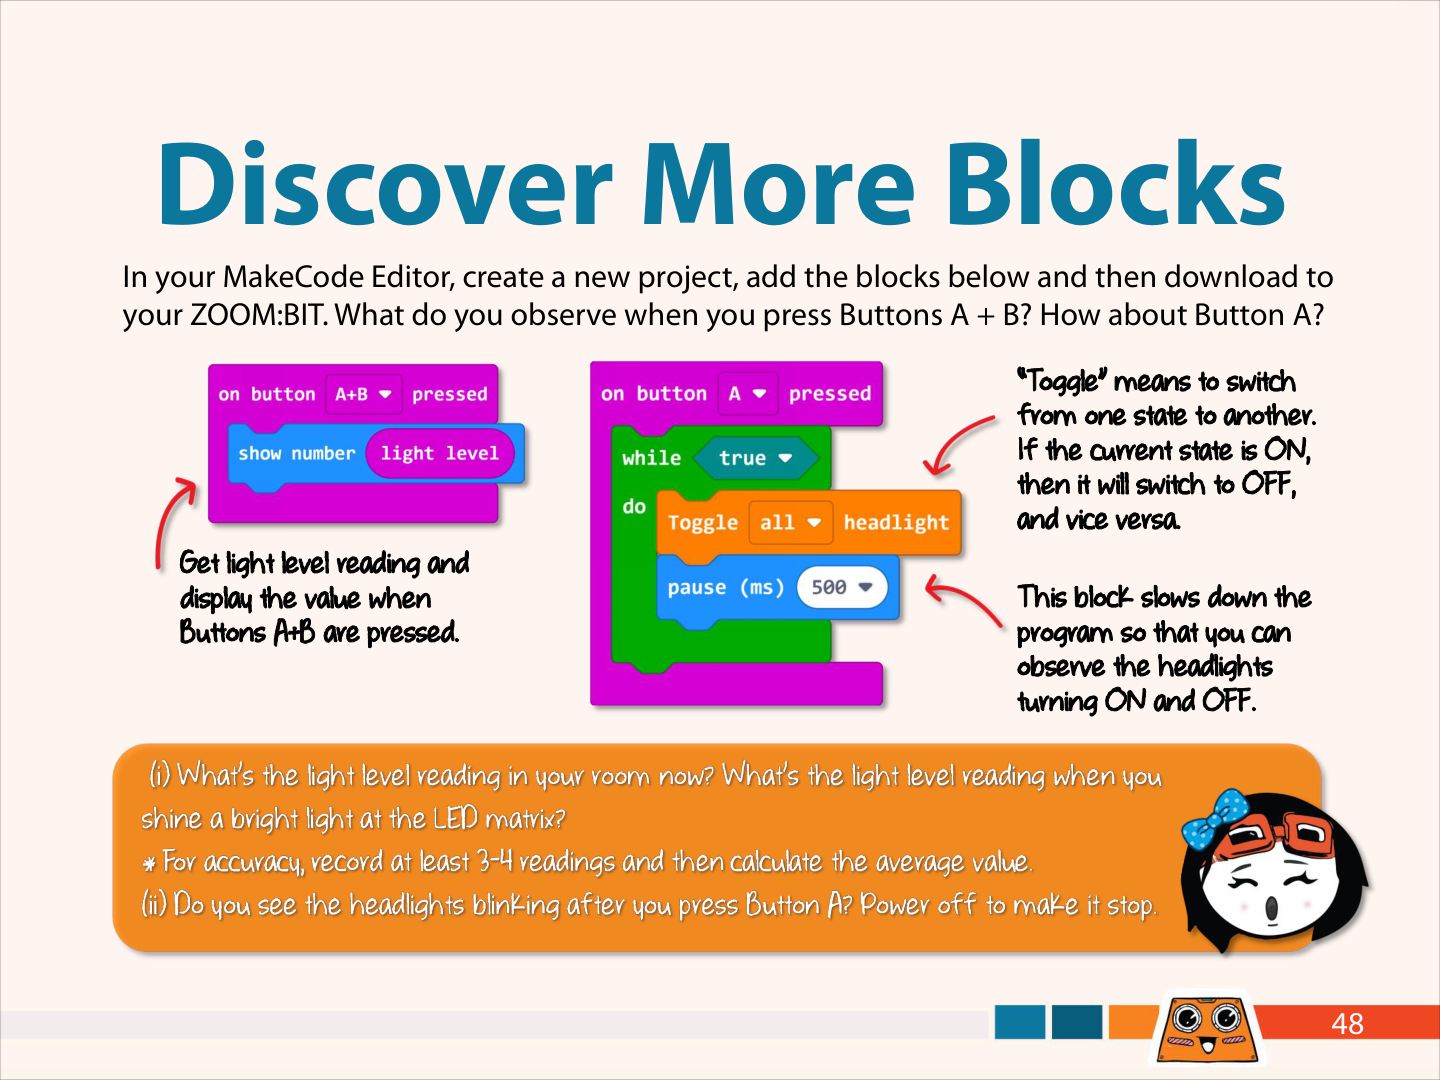 Discover More Blocks
In your MakeCode Editor, create a new project, add the blocks below and then download to
your ZOOM:BIT. What do you observe when you press Buttons A + B? How about Button A?
on button A+B pressed
show number light level
Get light level reading and
display the value when
Buttons A+B are pressed.
on button A pressed
while true
do
Toggle all headlight
pause (ms) 500
"Toggle" means to switch
from one state to another.
If the current state is ON,
then it will switch to OFF,
and vice versa.
This block slows down the
program so that you can
observe the headlights
turning ON and OFF.
(i) What's the light level reading in your room now? What's the light level reading when you
shine a bright light at the LED matrix?
* For accuracy, record at least 3-4 readings and then calculate the average value.
(ii) Do you see the headlights blinking after you press Button A? Power off to make it stop.
48